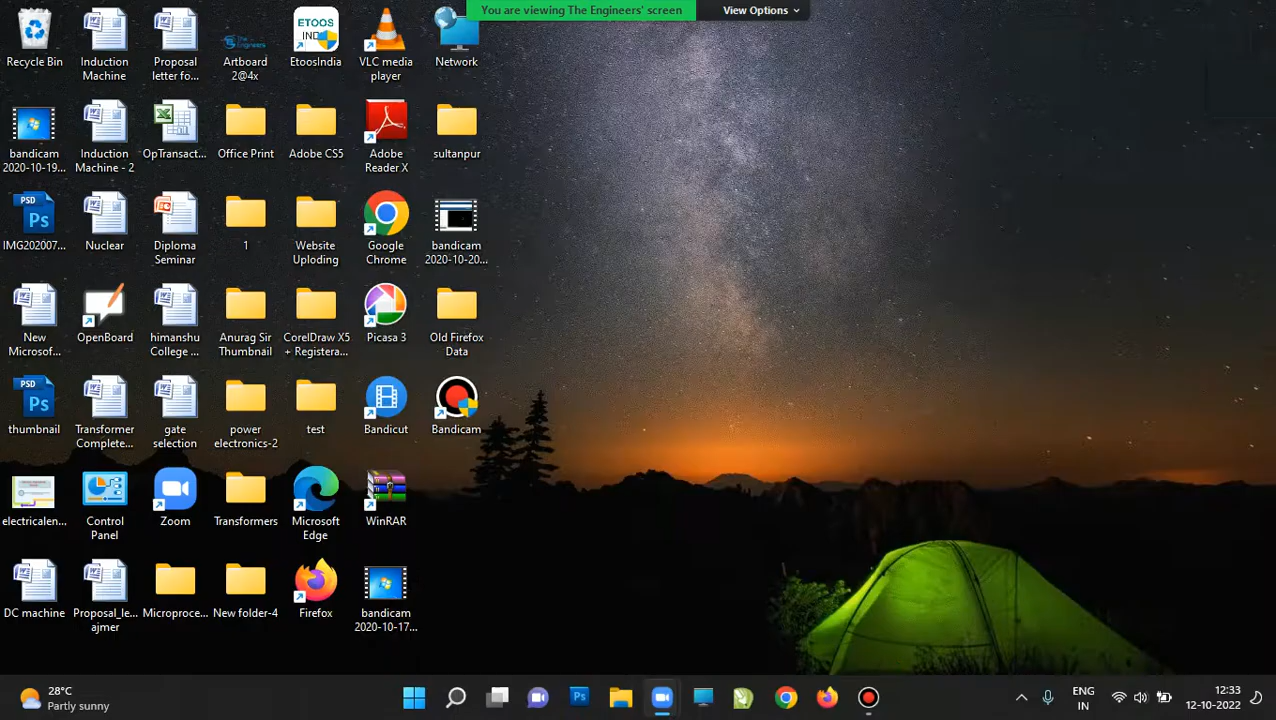 You are viewing The Engineers' screen
View Options
Recycle Bin
Induction Machine
Proposal letter fo...
Artboard 2@4x
ETOOS
EtoosIndia
VLC media player
Network
bandicam 2020-10-19...
Induction Machine - 2
OpTransact...
Office Print
Adobe CS5
Adobe Reader X
sultanpur
PSD
Ps
IMG202007...
Nuclear
Diploma Seminar
1
Website Uploding
Google Chrome
bandicam 2020-10-20...
New Microsof...
OpenBoard
himanshu College ...
Anurag Sir Thumbnail
CorelDraw X5 + Registera...
Picasa 3
Old Firefox Data
PSD
Ps
thumbnail
Transformer Complete...
gate selection
power electronics-2
test
Bandicut
Bandicam
electricalen...
Control Panel
Zoom
Transformers
Microsoft Edge
WinRAR
DC machine
Proposal_le... ajmer
Microproce...
New folder-4
Firefox
bandicam 2020-10-17...
28°C
Partly sunny
Ps
ENG
IN
12:33
12-10-2022